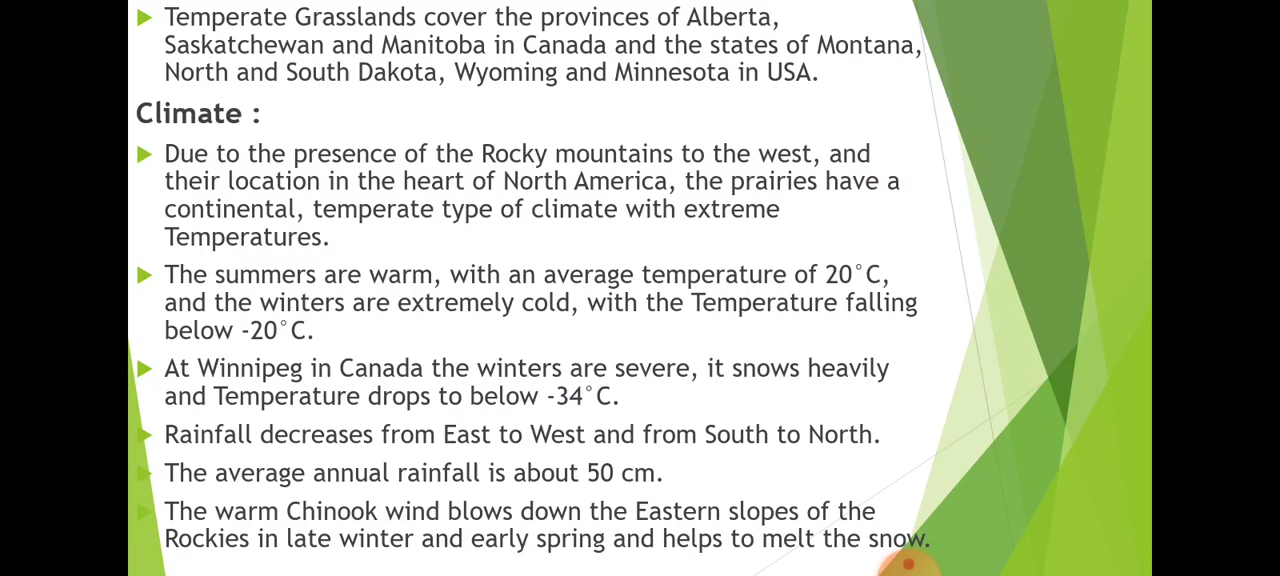 Temperate Grasslands cover the provinces of Alberta,
Saskatchewan and Manitoba in Canada and the states of Montana,
North and South Dakota, Wyoming and Minnesota in USA.
Climate :
Due to the presence of the Rocky mountains to the west, and
their location in the heart of North America, the prairies have a
continental, temperate type of climate with extreme
Temperatures.
The summers are warm, with an average temperature of 20°C,
and the winters are extremely cold, with the Temperature falling
below -20°C.
At Winnipeg in Canada the winters are severe, it snows heavily
and Temperature drops to below -34°C.
Rainfall decreases from East to West and from South to North.
The average annual rainfall is about 50 cm.
The warm Chinook wind blows down the Eastern slopes of the
Rockies in late winter and early spring and helps to melt the snow.